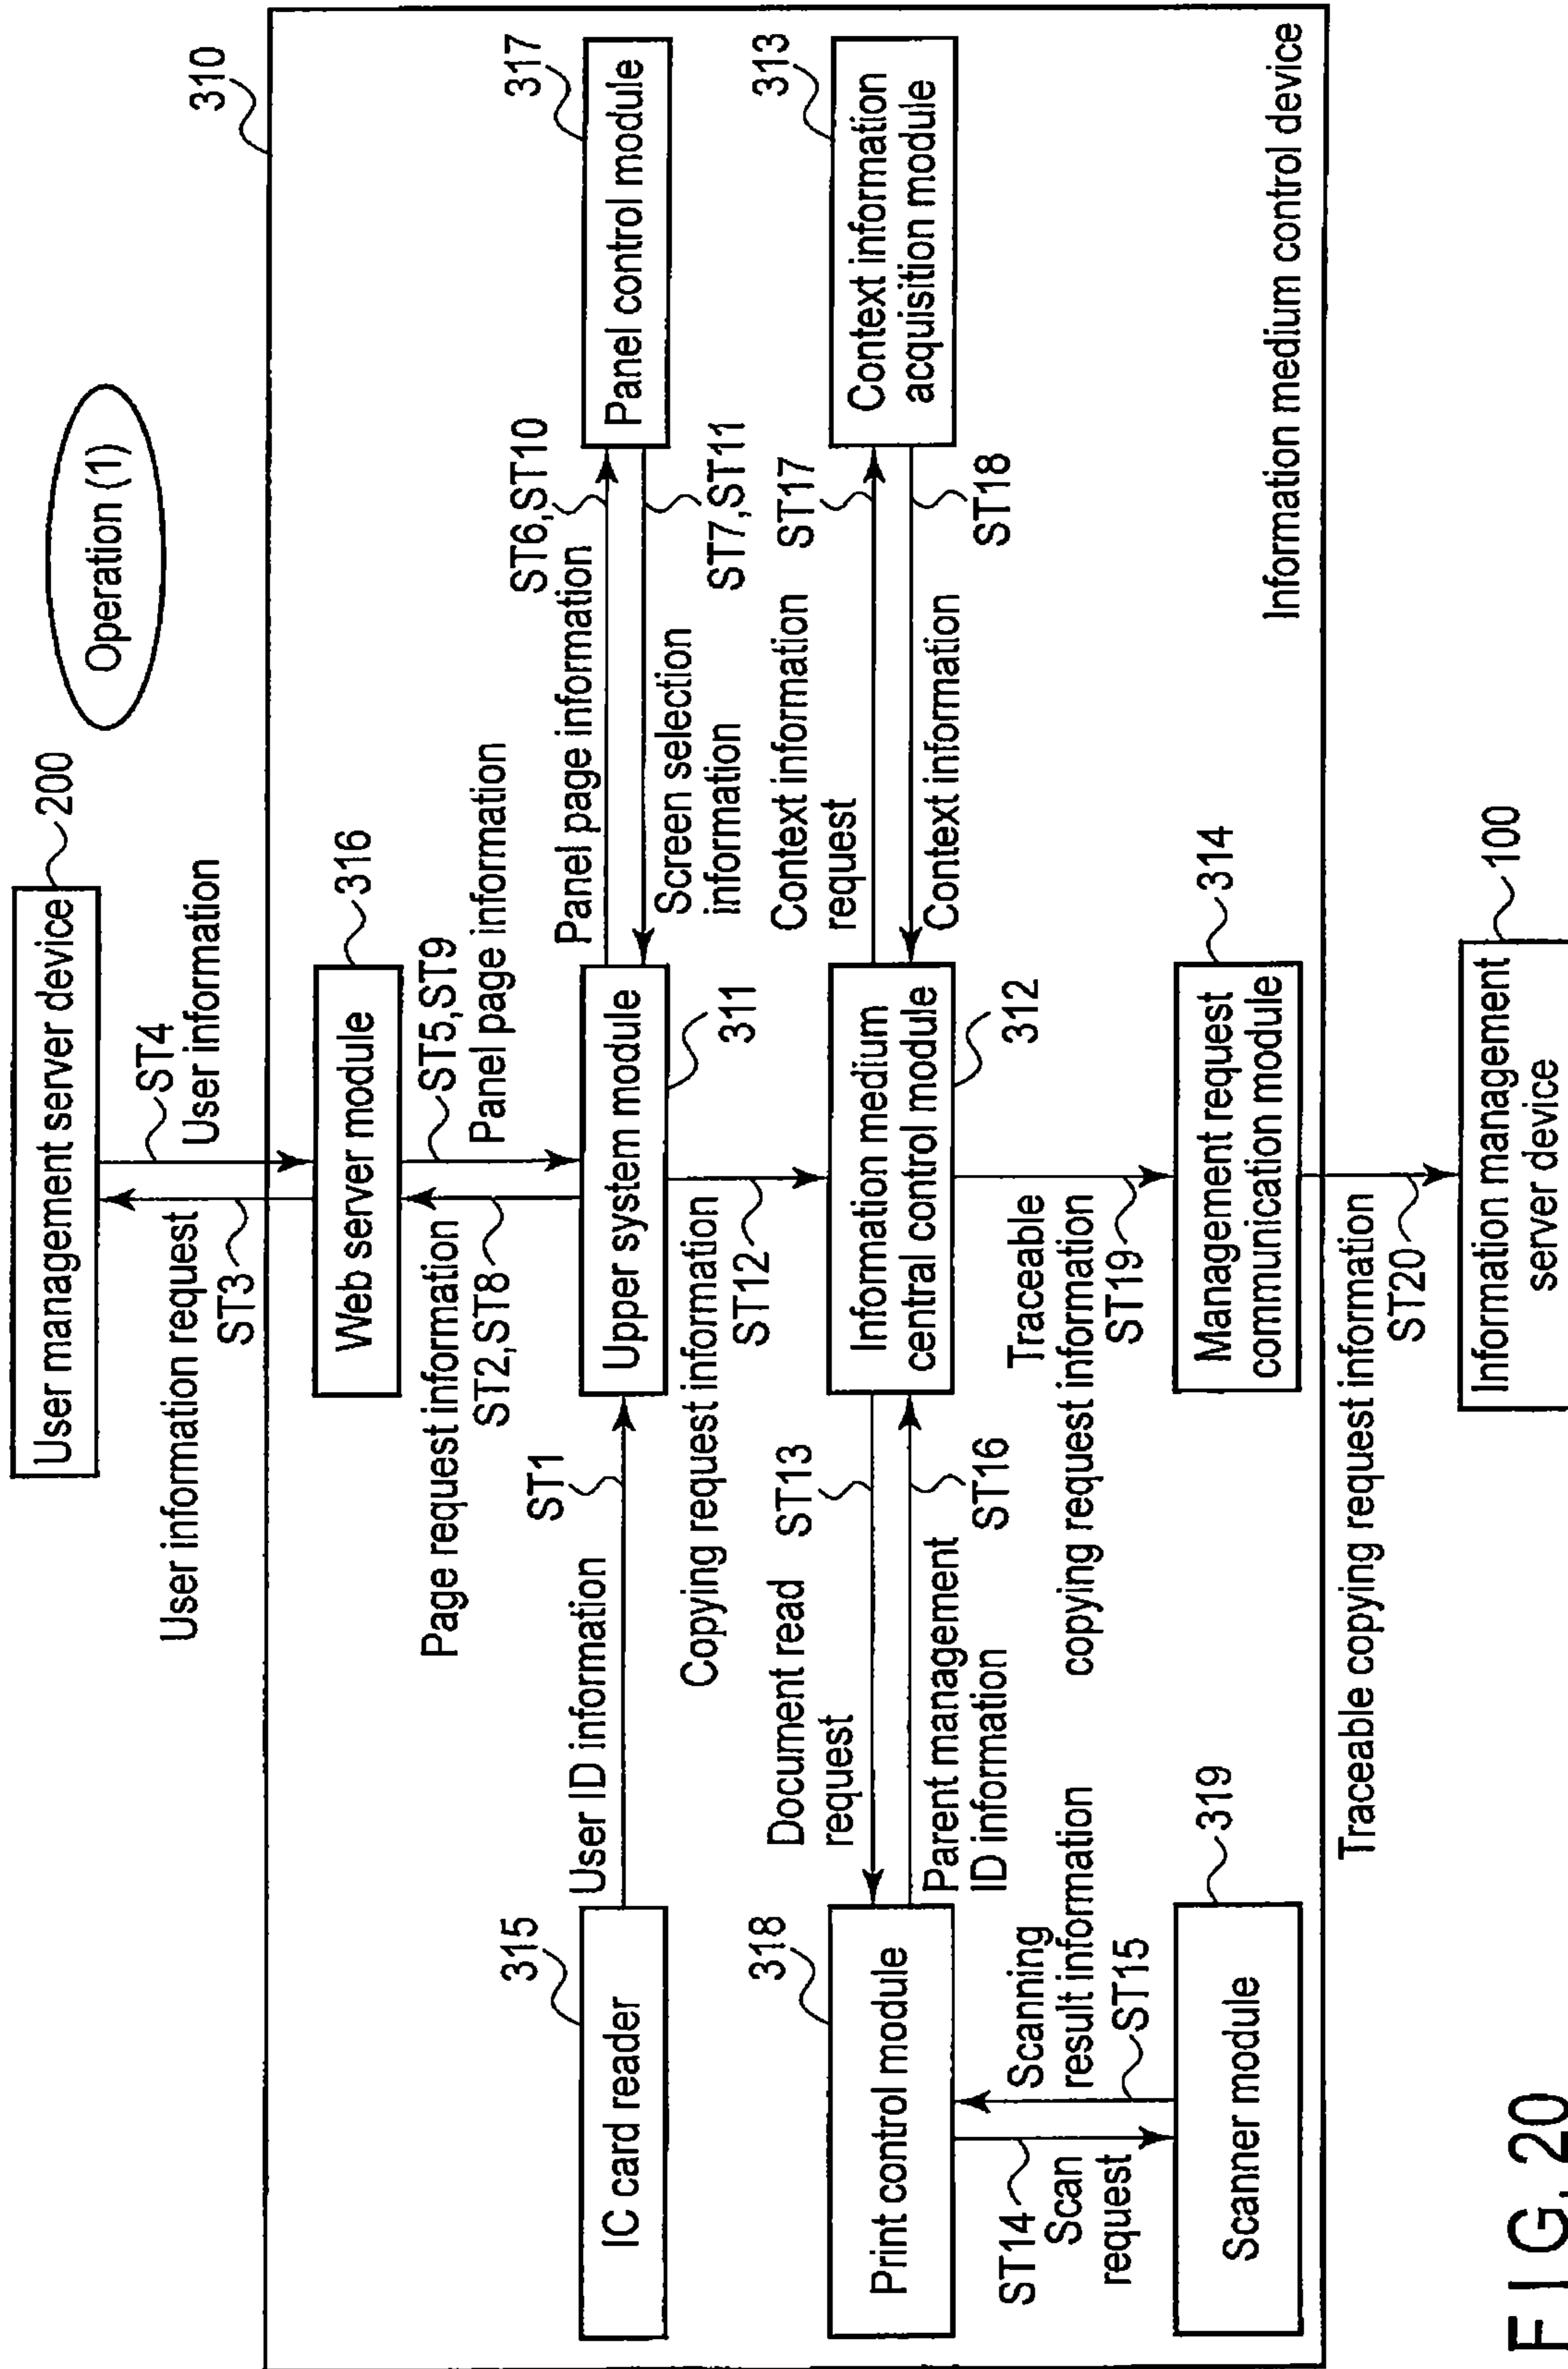 Operation (1)
User management server device
200
User information request
ST3
ST4
User information
310
Web server module
316
Page request information
ST2,ST8
ST5,ST9
Panel page information
IC card reader
315
User ID information
ST1
Upper system module
311
Panel page information
ST6,ST10
Screen selection
information
ST7,ST11
Panel control module
317
Copying request information
ST12
Print control module
318
Document read
request
ST13
Parent management
ID information
ST16
Information medium
central control module
312
Context information
request
ST17
Context information
ST18
Context information
acquisition module
313
ST14
Scan
request
Scanning
result information
ST15
Scanner module
319
Traceable
copying request information
ST19
Management request
communication module
314
Information medium control device
Traceable copying request information
ST20
Information management
server device
100
FIG. 20